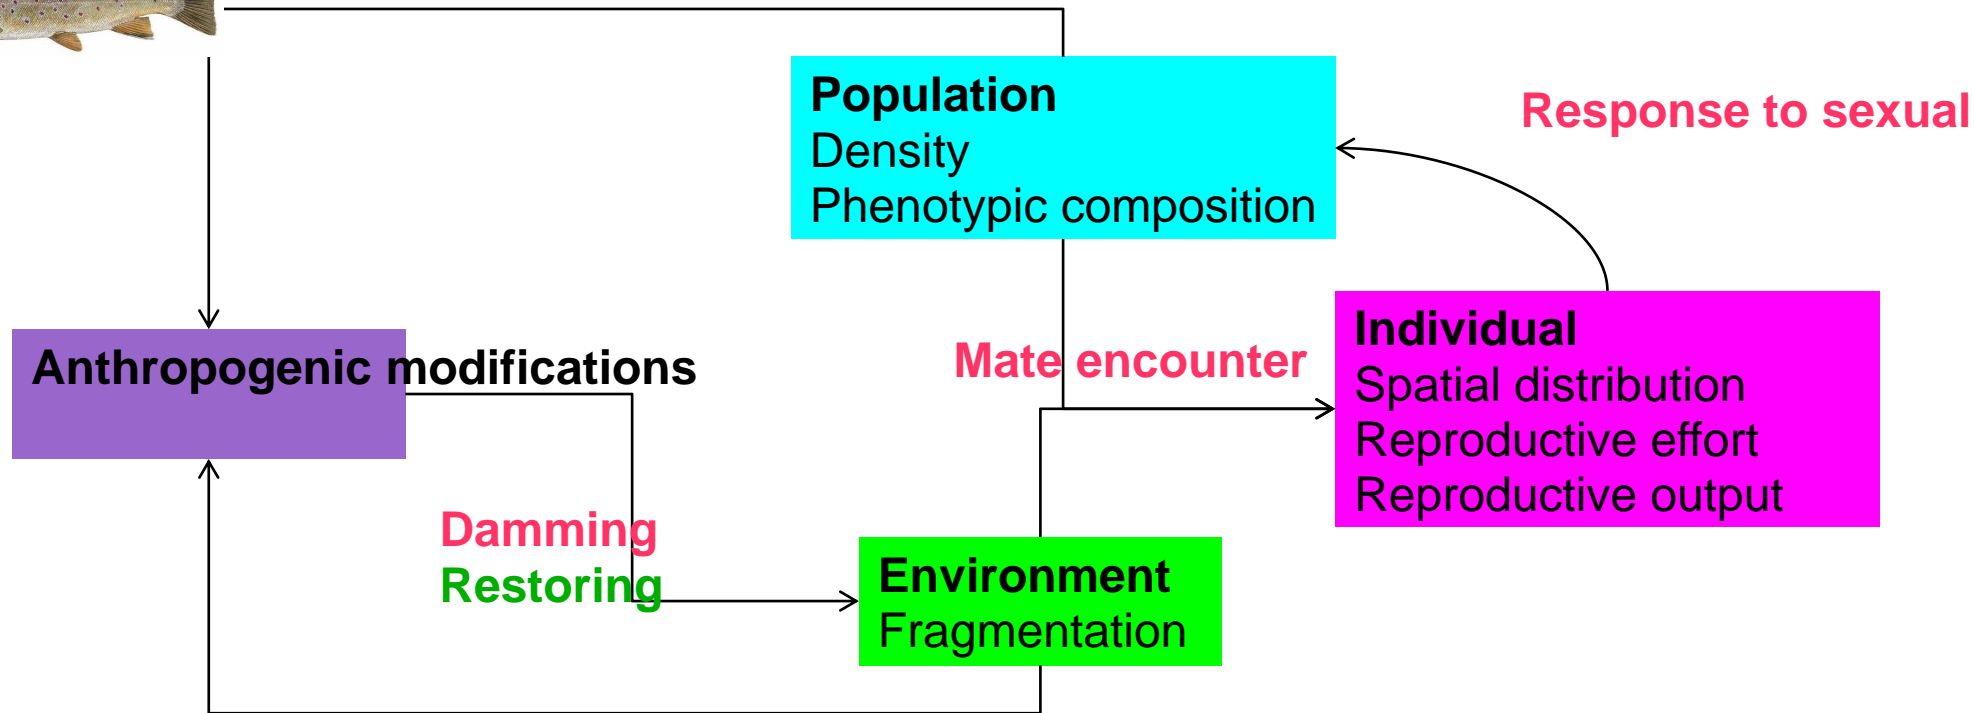 Population
Density
Phenotypic composition
Response to sexual
Anthropogenic modifications
Mate encounter
Individual
Spatial distribution
Reproductive effort
Reproductive output
Damming
Restoring
Environment
Fragmentation